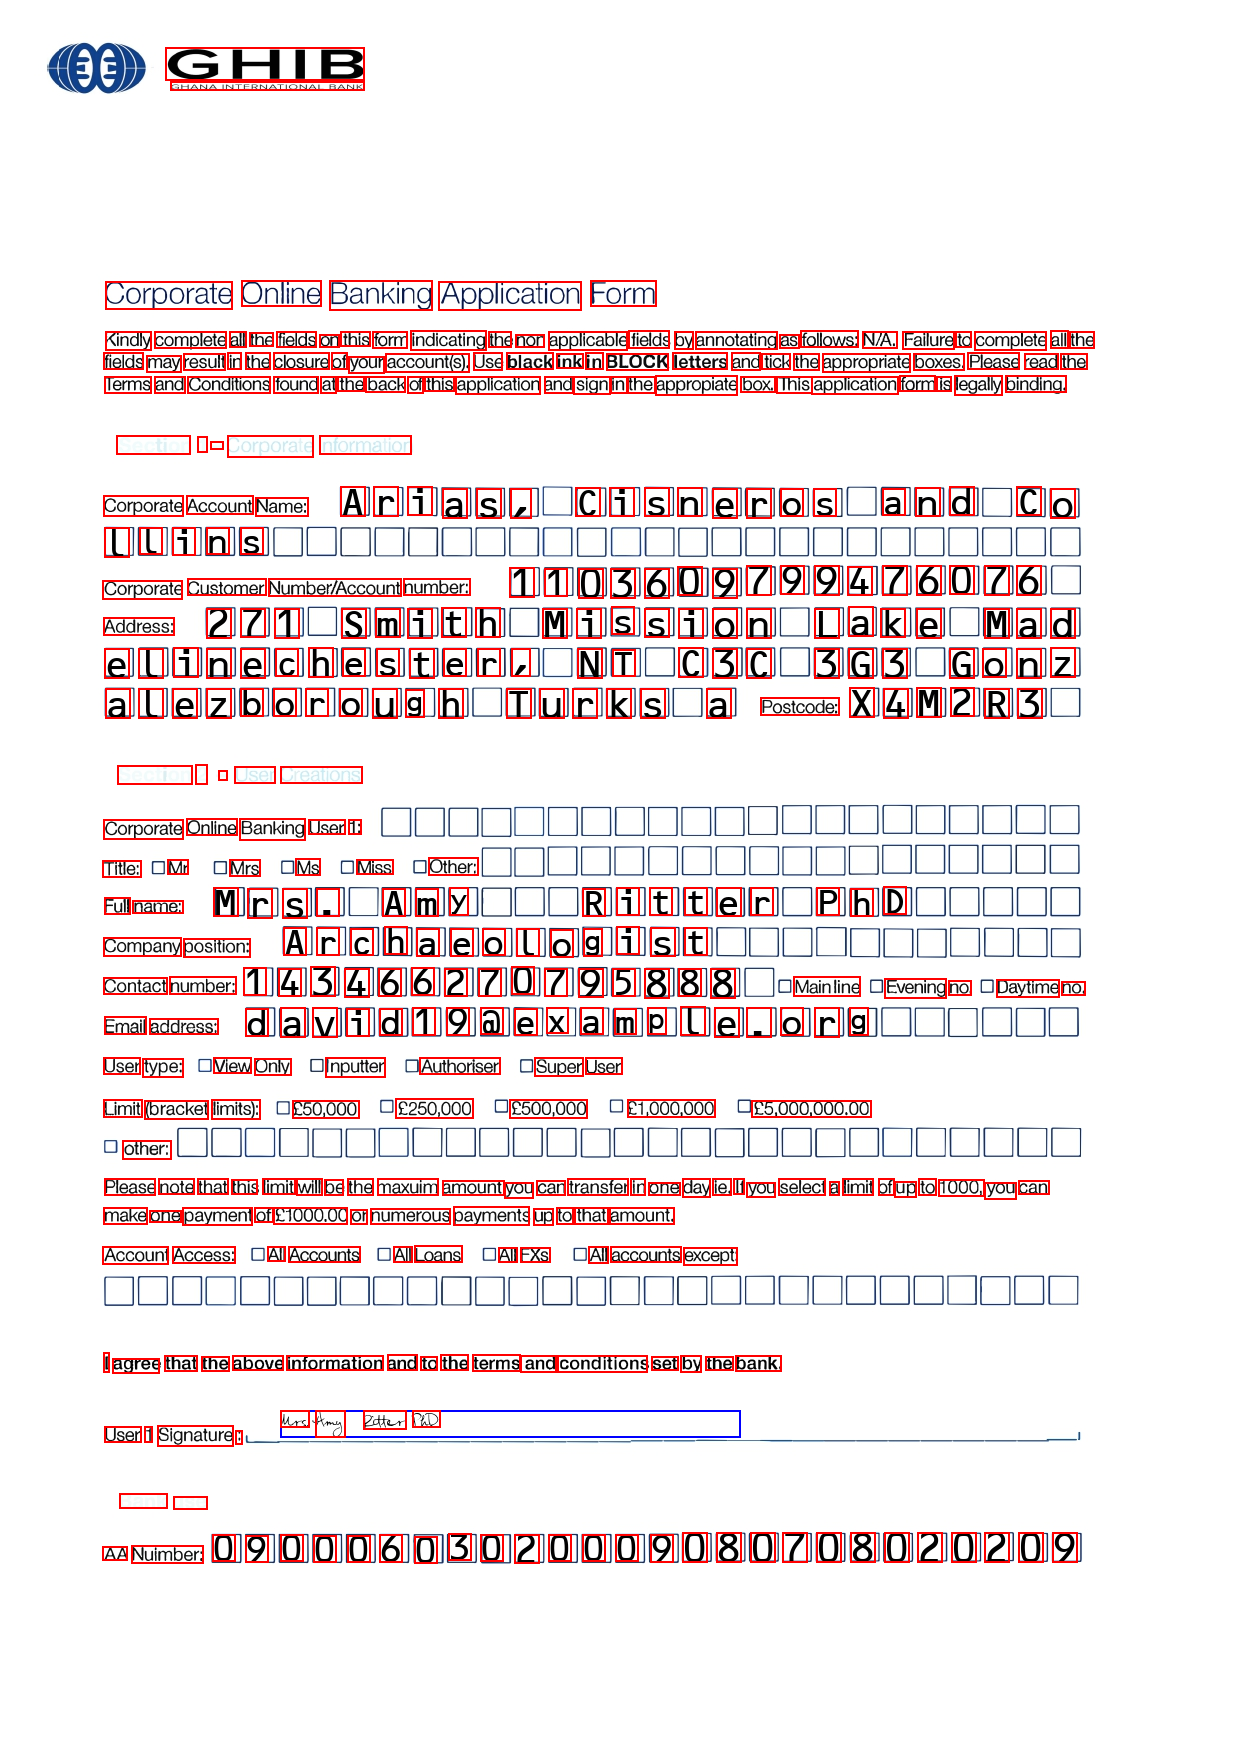 GHIB
GHANA INTERNATIONAL BANK
Corporate Online Banking Application Form
Kindly complete all the fields on this form indicating the non applicable fields by annotating as follows: N/A. Failure to complete all the
fields may result in the closure of your account(s). Use black ink in BLOCK letters and tick the appropriate boxes. Please read the
Terms and Conditions found at the back of this application and sign in the appropiate box. This application form is legally binding.
Section – Corporate Information
Corporate Account Name: Arias, Cisneros and Co
llins
Corporate Customer Number/Account number: 1103609799476076
Address: 271 Smith Mission Lake Mad
elinechester, NT C3C 3G3 Gonz
alezborough Turks a Postcode: X4M2R3
Section - User Creations
Corporate Online Banking User 1:
Title: Mr Mrs Ms Miss Other:
Full name: Mrs. Amy Ritter PhD
Company position: Archaeologist
Contact number: 143466270795888 Main line Evening no Daytime no.
Email address: david19@example.org
User type: View Only Inputter Authoriser Super User
Limit (bracket limits): £50,000 £250,000 £500,000 £1,000,000 £5,000,000.00
other:
Please note that this limit will be the maxuim amount you can transfer in one day ie. If you select a limit of up to 1000, you can
make one payment of £1000.00 or numerous payments up to that amount.
Account Access: All Accounts All Loans All FXs All accounts except
I agree that the above information and to the terms and conditions set by the bank.
User 1 Signature : Mrs. Amy Ritter PhD
AA Nuimber: 09000603020009080708020209